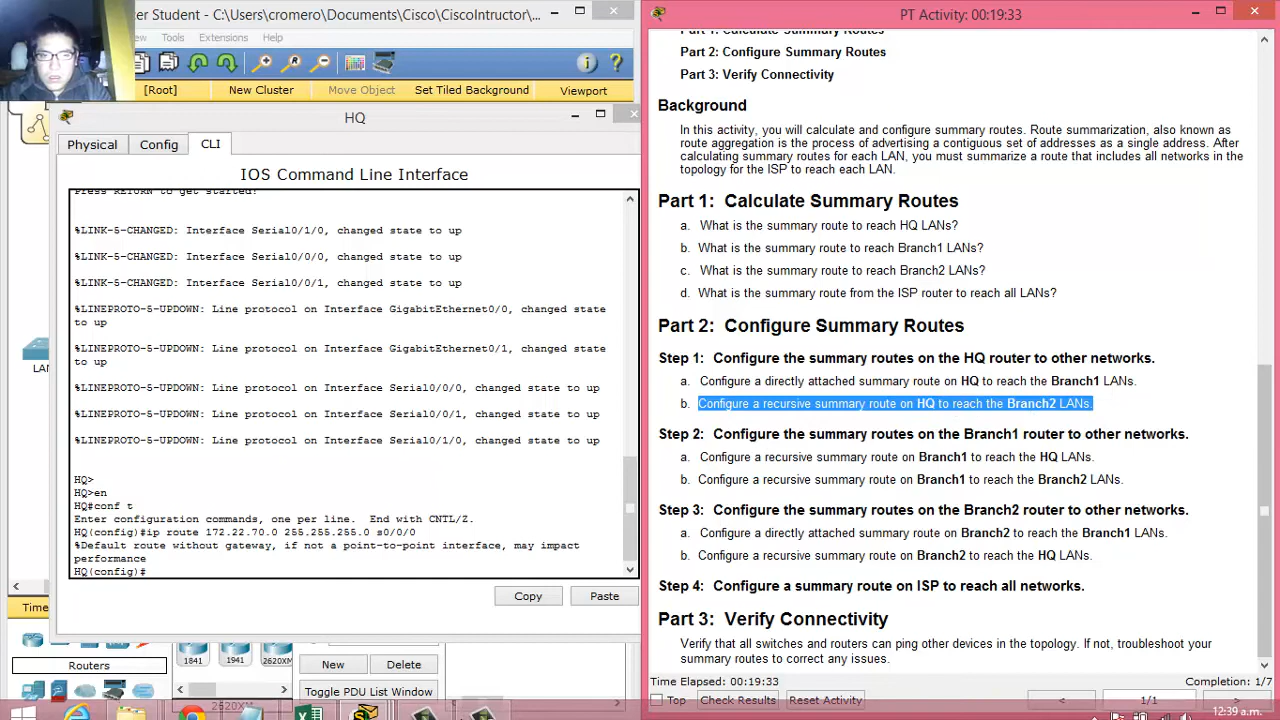 ter Student - C:\Users\cromero\Documents\Cisco\CiscoIntructor\...
Tools Extensions Help
[Root] New Cluster Move Object Set Tiled Background Viewport
HQ
Physical Config CLI
IOS Command Line Interface
Press RETURN to get started!
%LINK-5-CHANGED: Interface Serial0/1/0, changed state to up
%LINK-5-CHANGED: Interface Serial0/0/0, changed state to up
%LINK-5-CHANGED: Interface Serial0/0/1, changed state to up
%LINEPROTO-5-UPDOWN: Line protocol on Interface GigabitEthernet0/0, changed state
to up
%LINEPROTO-5-UPDOWN: Line protocol on Interface GigabitEthernet0/1, changed state
to up
%LINEPROTO-5-UPDOWN: Line protocol on Interface Serial0/0/0, changed state to up
%LINEPROTO-5-UPDOWN: Line protocol on Interface Serial0/0/1, changed state to up
%LINEPROTO-5-UPDOWN: Line protocol on Interface Serial0/1/0, changed state to up
HQ>
HQ>en
HQ#conf t
Enter configuration commands, one per line. End with CNTL/Z.
HQ(config)#ip route 172.22.70.0 255.255.255.0 s0/0/0
%Default route without gateway, if not a point-to-point interface, may impact
performance
HQ(config)#
Copy Paste
LAN
Time
Routers
1841 1941 2620XM
2620XM
New Delete
Toggle PDU List Window
PT Activity: 00:19:33
Part 1: Calculate Summary Routes
Part 2: Configure Summary Routes
Part 3: Verify Connectivity
Background
In this activity, you will calculate and configure summary routes. Route summarization, also known as
route aggregation is the process of advertising a contiguous set of addresses as a single address. After
calculating summary routes for each LAN, you must summarize a route that includes all networks in the
topology for the ISP to reach each LAN.
Part 1: Calculate Summary Routes
a. What is the summary route to reach HQ LANs?
b. What is the summary route to reach Branch1 LANs?
c. What is the summary route to reach Branch2 LANs?
d. What is the summary route from the ISP router to reach all LANs?
Part 2: Configure Summary Routes
Step 1: Configure the summary routes on the HQ router to other networks.
a. Configure a directly attached summary route on HQ to reach the Branch1 LANs.
b. Configure a recursive summary route on HQ to reach the Branch2 LANs.
Step 2: Configure the summary routes on the Branch1 router to other networks.
a. Configure a recursive summary route on Branch1 to reach the HQ LANs.
b. Configure a recursive summary route on Branch1 to reach the Branch2 LANs.
Step 3: Configure the summary routes on the Branch2 router to other networks.
a. Configure a directly attached summary route on Branch2 to reach the Branch1 LANs.
b. Configure a recursive summary route on Branch2 to reach the HQ LANs.
Step 4: Configure a summary route on ISP to reach all networks.
Part 3: Verify Connectivity
Verify that all switches and routers can ping other devices in the topology. If not, troubleshoot your
summary routes to correct any issues.
Time Elapsed: 00:19:33 Completion: 1/7
Top Check Results Reset Activity < 1/1 >
12:39 a.m.